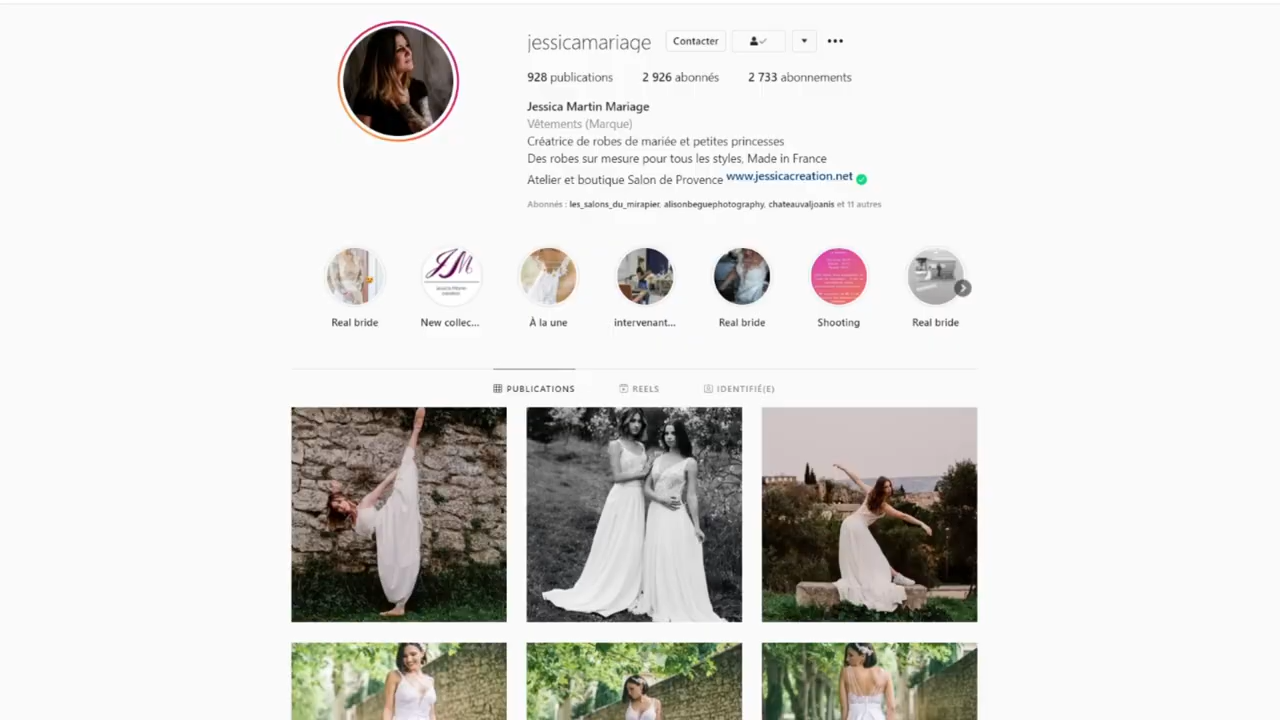 jessicamariage Contacter
928 publications 2 926 abonnés 2 733 abonnements
Jessica Martin Mariage
Vêtements (Marque)
Créatrice de robes de mariée et petites princesses
Des robes sur mesure pour tous les styles, Made in France
Atelier et boutique Salon de Provence www.jessicacreation.net
Abonnés : les_salons_du_mirapier, alisonbeguephotography, chateauvaljoanis et 11 autres
JM
Real bride New collec... À la une intervenant... Real bride Shooting Real bride
PUBLICATIONS REELS IDENTIFIÉ(E)